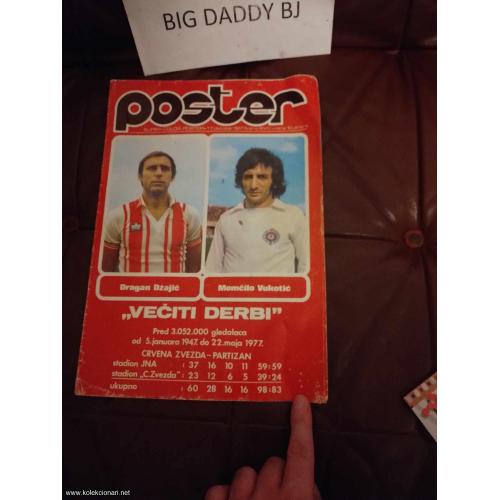 BIG DADDY BJ
poster
Dragan Džajić
Momčilo Vukotić
„VEČITI DERBI"
Pred 3.052.000 gledalaca
od 5. januara 1947. do 22. maja 1977.
CRVENA ZVEZDA – PARTIZAN
stadion JNA : 37 16 10 11 59:59
stadion „C.Zvezda" : 23 12 6 5 39:24
ukupno : 60 28 16 16 98:83
www.kolekcionari.net